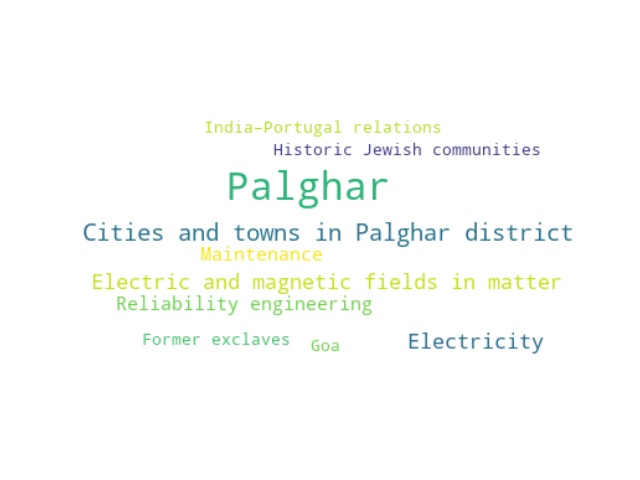 India–Portugal relations
Historic Jewish communities
Palghar
Cities and towns in Palghar district
Maintenance
Electric and magnetic fields in matter
Reliability engineering
Former exclaves
Goa
Electricity